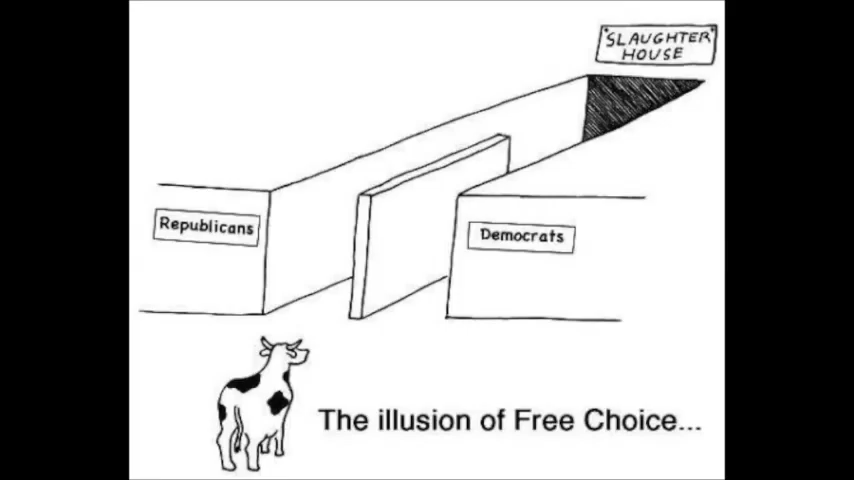 "SLAUGHTER"
HOUSE
Republicans
Democrats
The illusion of Free Choice...